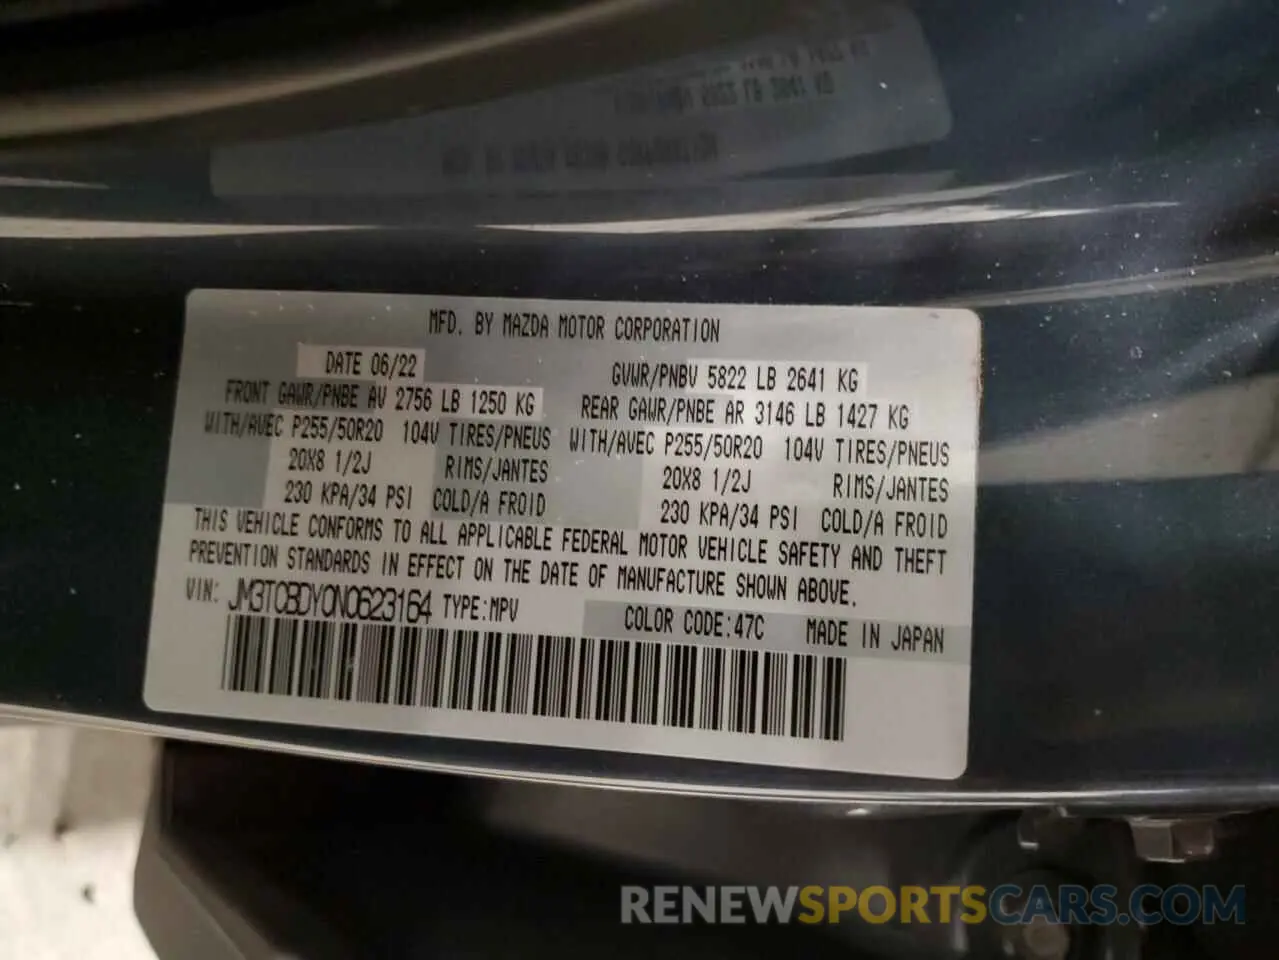 MFD. BY MAZDA MOTOR CORPORATION
DATE 06/22 GVWR/PNBV 5822 LB 2641 KG
FRONT GAWR/PNBE AV 2756 LB 1250 KG REAR GAWR/PNBE AR 3146 LB 1427 KG
WITH/AVEC P255/50R20 104V TIRES/PNEUS WITH/AVEC P255/50R20 104V TIRES/PNEUS
20X8 1/2J RIMS/JANTES 20X8 1/2J RIMS/JANTES
230 KPA/34 PSI COLD/A FROID 230 KPA/34 PSI COLD/A FROID
THIS VEHICLE CONFORMS TO ALL APPLICABLE FEDERAL MOTOR VEHICLE SAFETY AND THEFT
PREVENTION STANDARDS IN EFFECT ON THE DATE OF MANUFACTURE SHOWN ABOVE.
VIN: JM3TCBDY0N0623164 TYPE:MPV COLOR CODE:47C MADE IN JAPAN
RENEWSPORTSCARS.COM